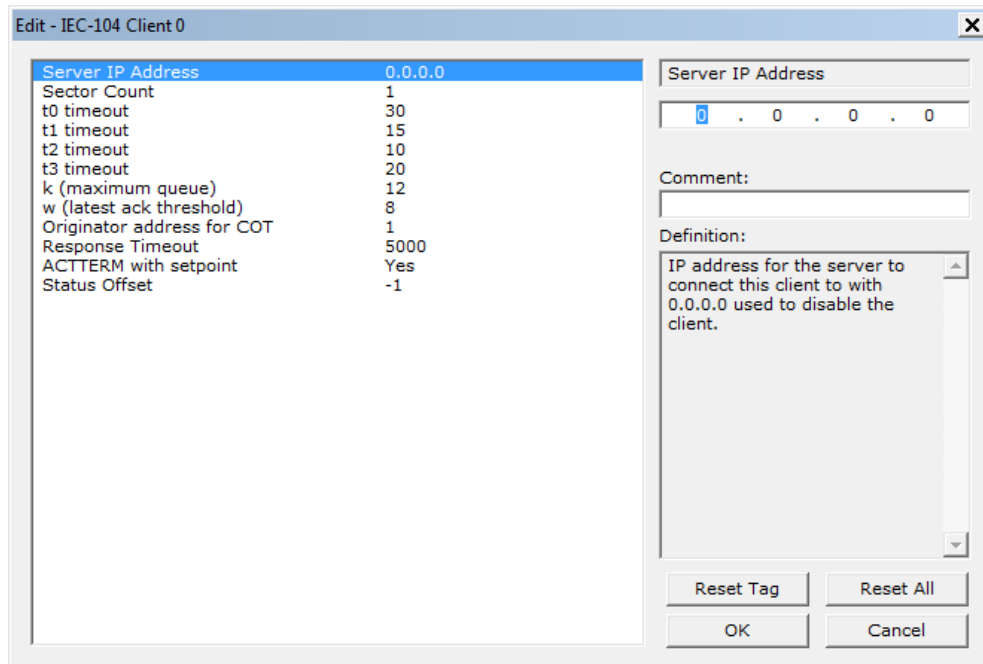 Edit - IEC-104 Client 0
Server IP Address 0.0.0.0
Sector Count 1
t0 timeout 30
t1 timeout 15
t2 timeout 10
t3 timeout 20
k (maximum queue) 12
w (latest ack threshold) 8
Originator address for COT 1
Response Timeout 5000
ACTTERM with setpoint Yes
Status Offset -1
Server IP Address
0 . 0 . 0 . 0
Comment:
Definition:
IP address for the server to
connect this client to with
0.0.0.0 used to disable the
client.
Reset Tag Reset All
OK Cancel